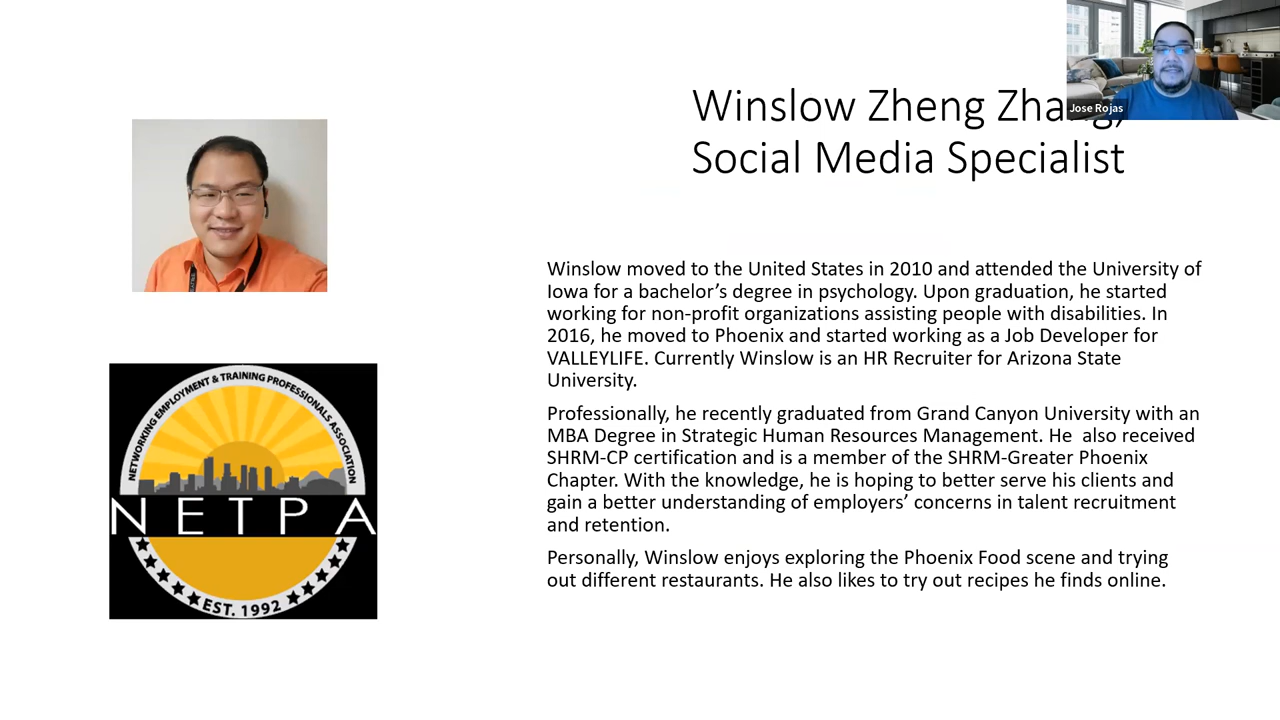 Winslow Zheng Zhang,
Social Media Specialist
Jose Rojas
Winslow moved to the United States in 2010 and attended the University of
Iowa for a bachelor’s degree in psychology. Upon graduation, he started
working for non-profit organizations assisting people with disabilities. In
2016, he moved to Phoenix and started working as a Job Developer for
VALLEYLIFE. Currently Winslow is an HR Recruiter for Arizona State
University.
Professionally, he recently graduated from Grand Canyon University with an
MBA Degree in Strategic Human Resources Management. He  also received
SHRM-CP certification and is a member of the SHRM-Greater Phoenix
Chapter. With the knowledge, he is hoping to better serve his clients and
gain a better understanding of employers’ concerns in talent recruitment
and retention.
Personally, Winslow enjoys exploring the Phoenix Food scene and trying
out different restaurants. He also likes to try out recipes he finds online.
NETWORKING EMPLOYMENT & TRAINING PROFESSIONALS ASSOCIATION
NETPA
EST. 1992